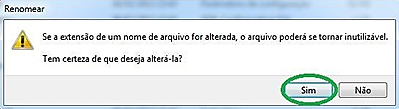 Renomear
Se a extensão de um nome de arquivo for alterada, o arquivo poderá se tornar inutilizável.
Tem certeza de que deseja alterá-la?
Sim
Não